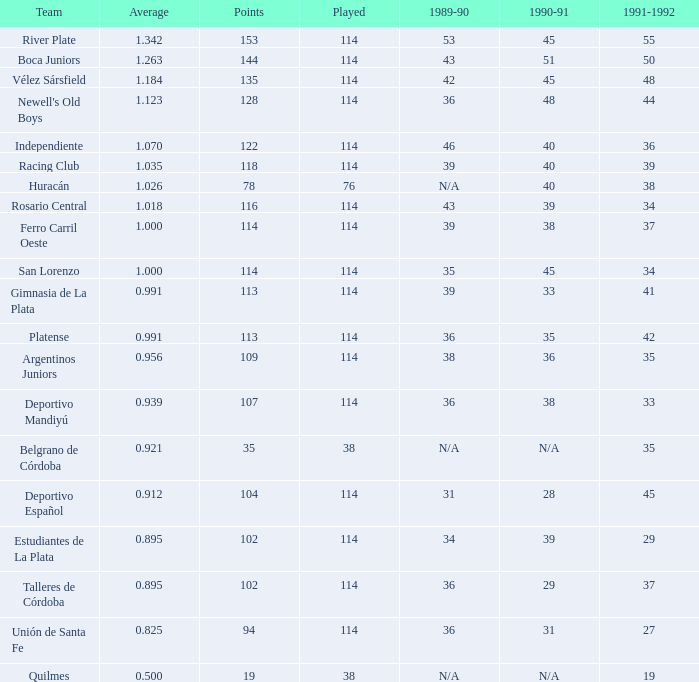 Team Average Points Played 1989-90 1990-91 1991-1992
River Plate 1.342 153 114 53 45 55
Boca Juniors 1.263 144 114 43 51 50
Vélez Sársfield 1.184 135 114 42 45 48
Newell's Old Boys 1.123 128 114 36 48 44
Independiente 1.070 122 114 46 40 36
Racing Club 1.035 118 114 39 40 39
Huracán 1.026 78 76 N/A 40 38
Rosario Central 1.018 116 114 43 39 34
Ferro Carril Oeste 1.000 114 114 39 38 37
San Lorenzo 1.000 114 114 35 45 34
Gimnasia de La Plata 0.991 113 114 39 33 41
Platense 0.991 113 114 36 35 42
Argentinos Juniors 0.956 109 114 38 36 35
Deportivo Mandiyú 0.939 107 114 36 38 33
Belgrano de Córdoba 0.921 35 38 N/A N/A 35
Deportivo Español 0.912 104 114 31 28 45
Estudiantes de La Plata 0.895 102 114 34 39 29
Talleres de Córdoba 0.895 102 114 36 29 37
Unión de Santa Fe 0.825 94 114 36 31 27
Quilmes 0.500 19 38 N/A N/A 19